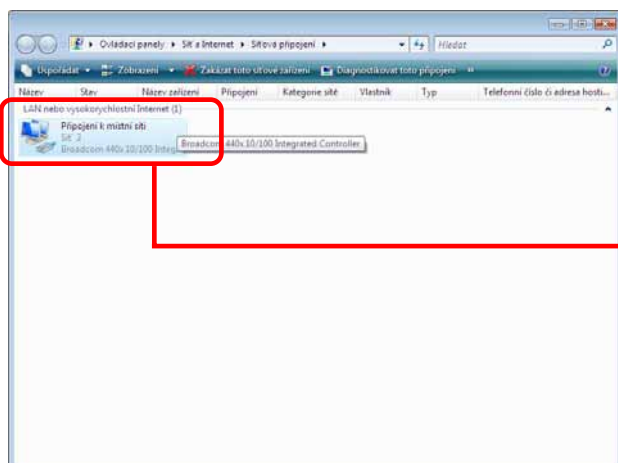 Ovládací panely ▸ Síť a Internet ▸ Síťová připojení ▸
Hledat
Uspořádat Zobrazení Zakázat toto síťové zařízení Diagnostikovat toto připojení »
Název Stav Název zařízení Připojení Kategorie sítě Vlastník Typ Telefonní číslo či adresa hosti...
LAN nebo vysokorychlostní Internet (1)
Připojení k místní síti
Síť 2
Broadcom 440x 10/100 Integ
Broadcom 440x 10/100 Integrated Controller